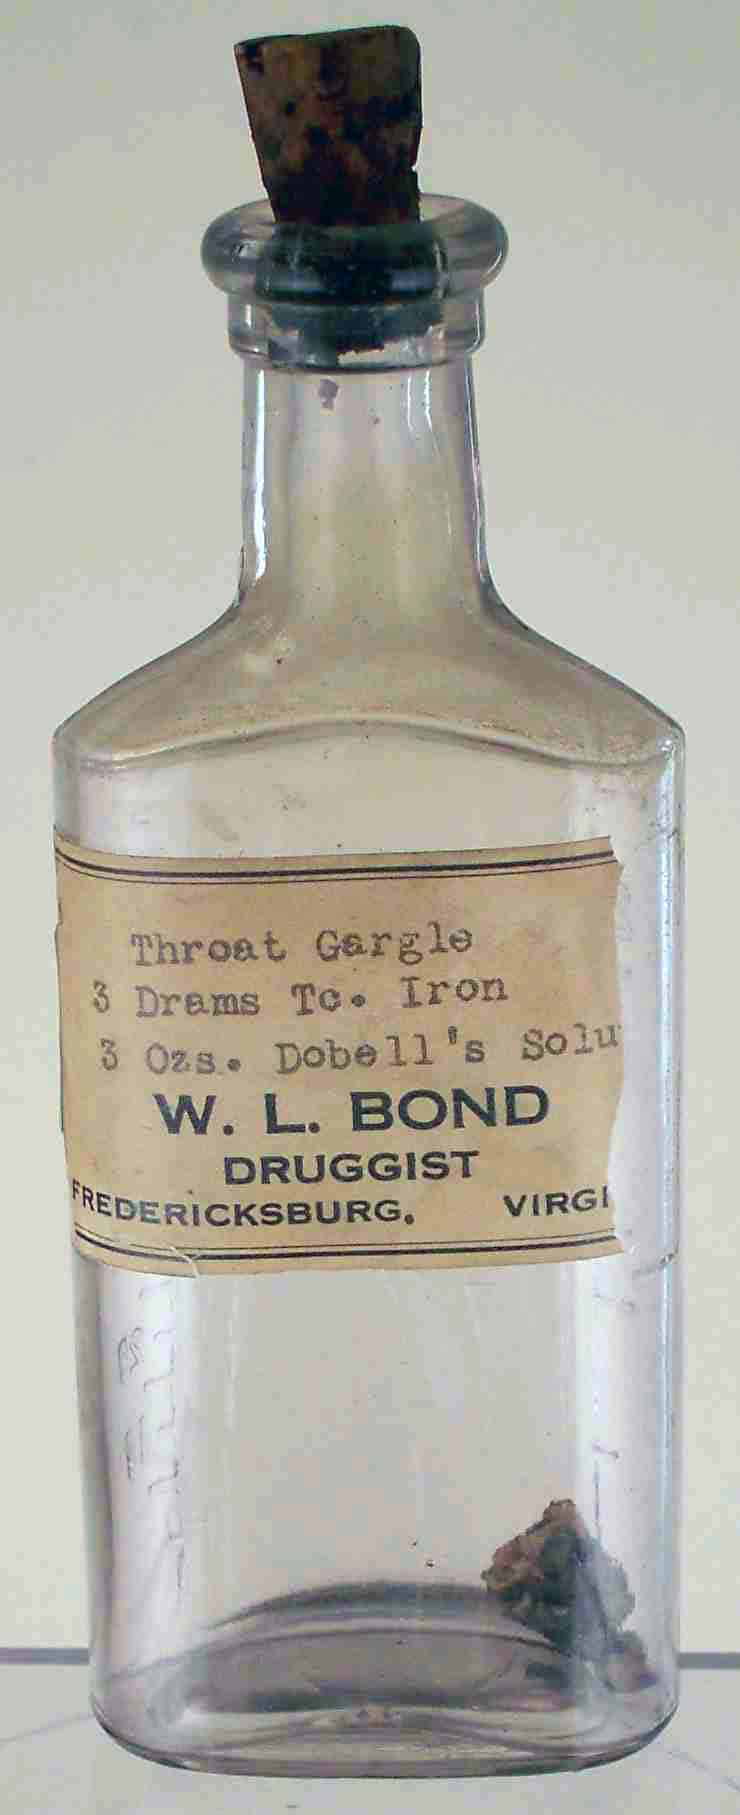 Throat Gargle
3 Drams Tc. Iron
3 Ozs. Dobell's Solu
W. L. BOND
DRUGGIST
FREDERICKSBURG. VIRGI